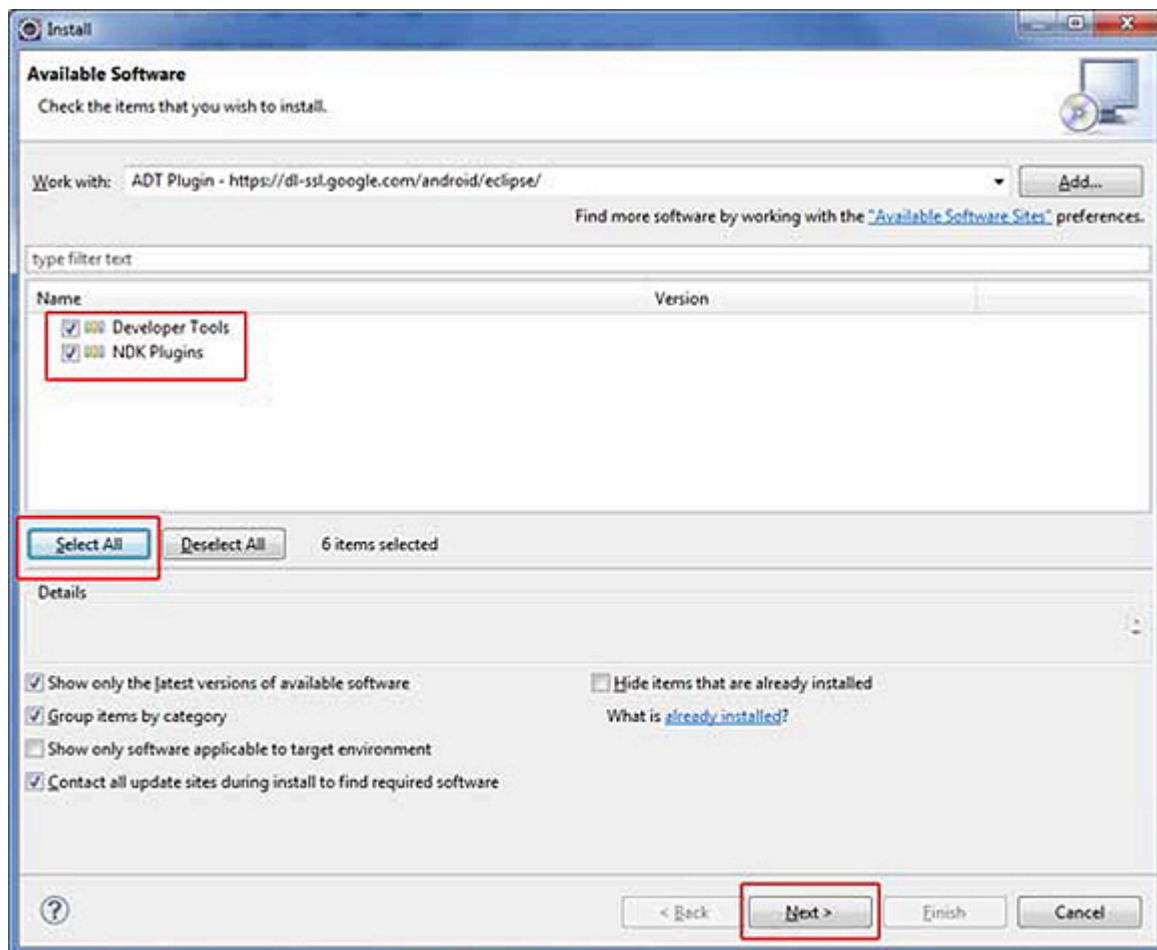 Install
Available Software
Check the items that you wish to install.
Work with: ADT Plugin - https://dl-ssl.google.com/android/eclipse/ Add...
Find more software by working with the "Available Software Sites" preferences.
type filter text
Name Version
Developer Tools
NDK Plugins
Select All Deselect All 6 items selected
Details
Show only the latest versions of available software Hide items that are already installed
Group items by category What is already installed?
Show only software applicable to target environment
Contact all update sites during install to find required software
? < Back Next > Finish Cancel